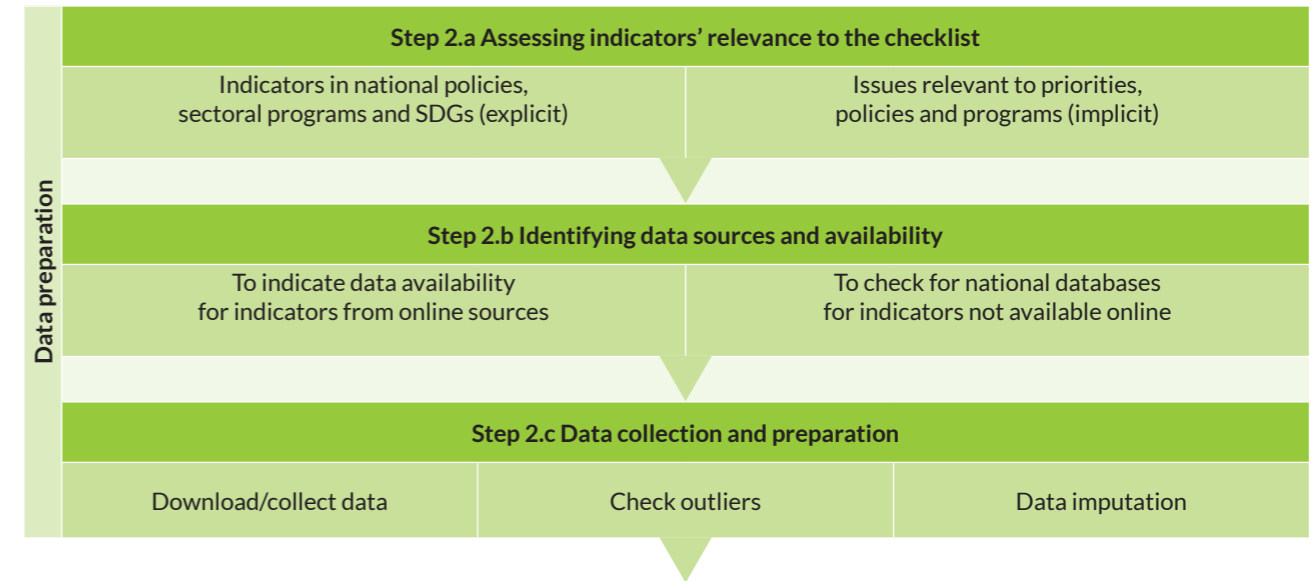 Data preparation
Step 2.a Assessing indicators’ relevance to the checklist
Indicators in national policies,
sectoral programs and SDGs (explicit)
Issues relevant to priorities,
policies and programs (implicit)
Step 2.b Identifying data sources and availability
To indicate data availability
for indicators from online sources
To check for national databases
for indicators not available online
Step 2.c Data collection and preparation
Download/collect data
Check outliers
Data imputation